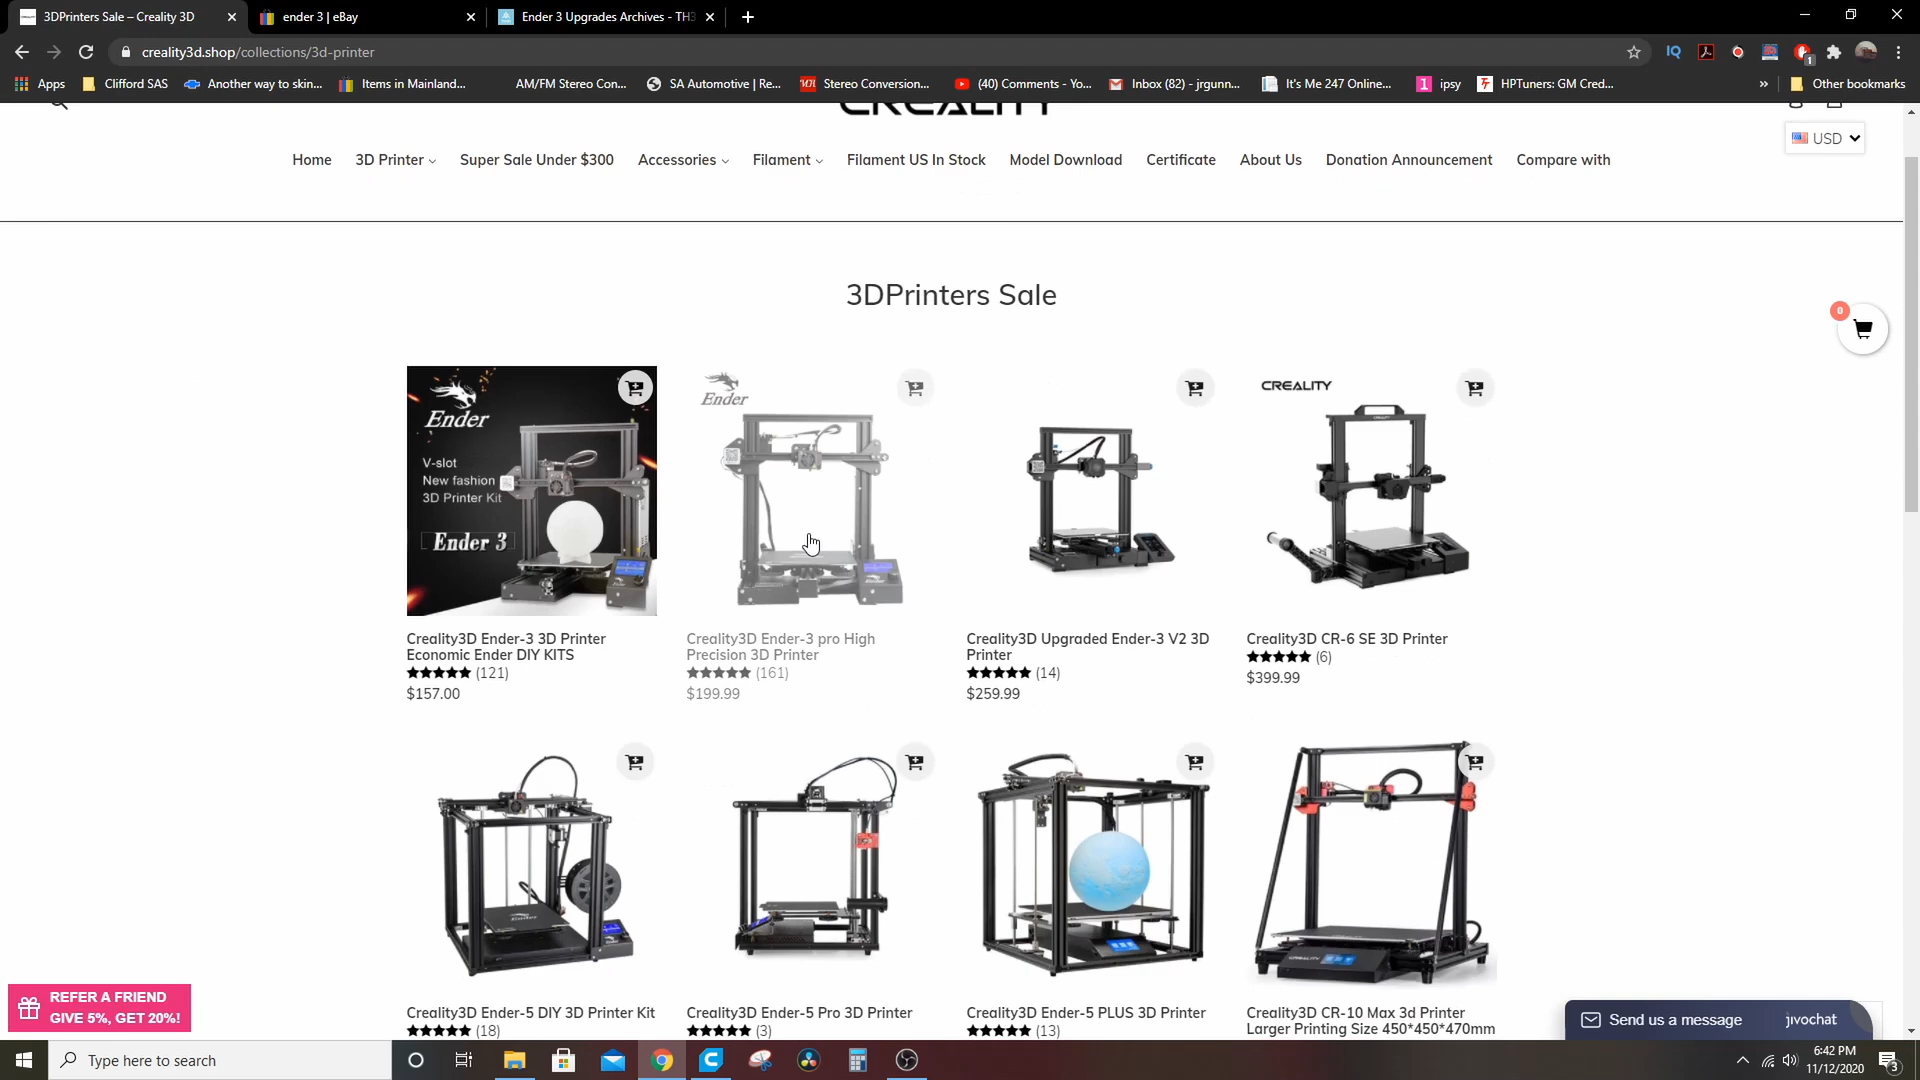 3DPrinters Sale – Creality 3D
ender 3 | eBay
Ender 3 Upgrades Archives - TH3
creality3d.shop/collections/3d-printer
Apps
Clifford SAS
Another way to skin...
Items in Mainland...
AM/FM Stereo Con...
SA Automotive | Re...
Stereo Conversion...
(40) Comments - Yo...
Inbox (82) - jrgunn...
It's Me 247 Online...
ipsy
HPTuners: GM Cred...
»
Other bookmarks
CREALITY
USD
Home
3D Printer
Super Sale Under $300
Accessories
Filament
Filament US In Stock
Model Download
Certificate
About Us
Donation Announcement
Compare with
3DPrinters Sale
0
Ender
V-slot
New fashion
3D Printer Kit
Ender 3
Ender
CREALITY
Creality3D Ender-3 3D Printer
Economic Ender DIY KITS
★★★★★ (121)
$157.00
Creality3D Ender-3 pro High
Precision 3D Printer
★★★★★ (161)
$199.99
Creality3D Upgraded Ender-3 V2 3D
Printer
★★★★★ (14)
$259.99
Creality3D CR-6 SE 3D Printer
★★★★★ (6)
$399.99
Creality3D Ender-5 DIY 3D Printer Kit
★★★★★ (18)
Creality3D Ender-5 Pro 3D Printer
★★★★★ (3)
Creality3D Ender-5 PLUS 3D Printer
★★★★★ (13)
Creality3D CR-10 Max 3d Printer
Larger Printing Size 450*450*470mm
REFER A FRIEND
GIVE 5%, GET 20%!
Send us a message
jivochat
Type here to search
6:42 PM
11/12/2020
3